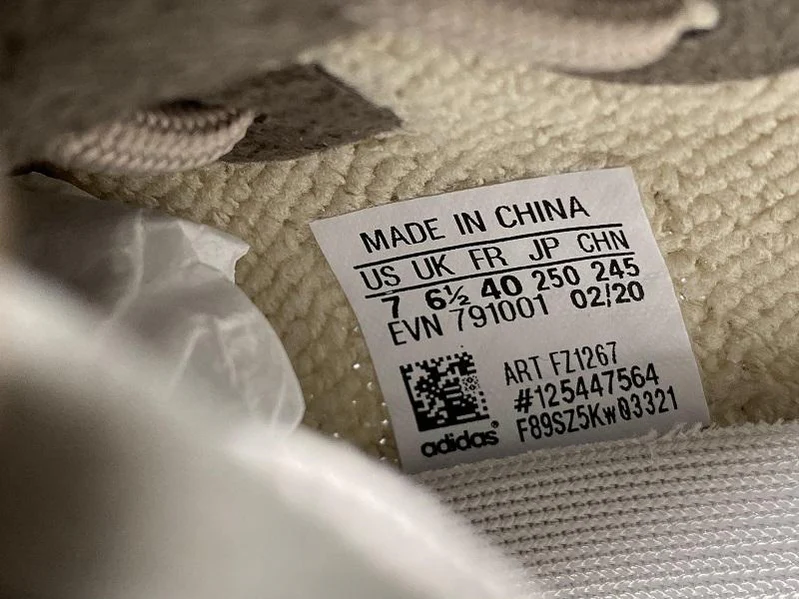 MADE IN CHINA
US UK FR JP CHN
7 6½ 40 250 245
EVN 791001 02/20
ART FZ1267
#125447564
F89SZ5Kw03321
adidas®